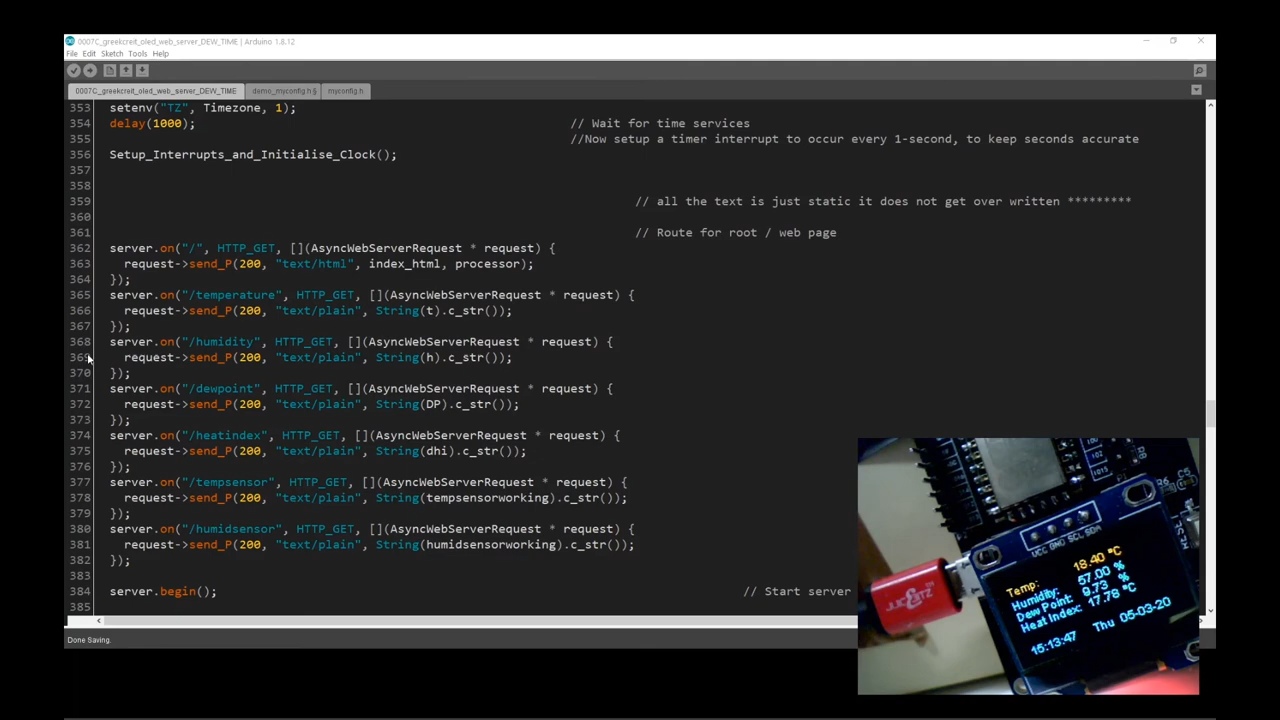 0007C_greekcreit_oled_web_server_DEW_TIME | Arduino 1.8.12
File Edit Sketch Tools Help
0007C_greekcreit_oled_web_server_DEW_TIME demo_myconfig.h § myconfig.h
353 setenv("TZ", Timezone, 1);
354 delay(1000); // Wait for time services
355 //Now setup a timer interrupt to occur every 1-second, to keep seconds accurate
356 Setup_Interrupts_and_Initialise_Clock();
357
358
359 // all the text is just static it does not get over written *********
360
361 // Route for root / web page
362 server.on("/", HTTP_GET, [](AsyncWebServerRequest * request) {
363 request->send_P(200, "text/html", index_html, processor);
364 });
365 server.on("/temperature", HTTP_GET, [](AsyncWebServerRequest * request) {
366 request->send_P(200, "text/plain", String(t).c_str());
367 });
368 server.on("/humidity", HTTP_GET, [](AsyncWebServerRequest * request) {
369 request->send_P(200, "text/plain", String(h).c_str());
370 });
371 server.on("/dewpoint", HTTP_GET, [](AsyncWebServerRequest * request) {
372 request->send_P(200, "text/plain", String(DP).c_str());
373 });
374 server.on("/heatindex", HTTP_GET, [](AsyncWebServerRequest * request) {
375 request->send_P(200, "text/plain", String(dhi).c_str());
376 });
377 server.on("/tempsensor", HTTP_GET, [](AsyncWebServerRequest * request) {
378 request->send_P(200, "text/plain", String(tempsensorworking).c_str());
379 });
380 server.on("/humidsensor", HTTP_GET, [](AsyncWebServerRequest * request) {
381 request->send_P(200, "text/plain", String(humidsensorworking).c_str());
382 });
383
384 server.begin(); // Start server
385
Done Saving.
VCC GND SCL SDA
Temp: 18.40 °C
Humidity: 57.00 %
Dew Point: 9.73 %
Heat Index: 17.78 °C
15:13:47 Thu 05-03-20